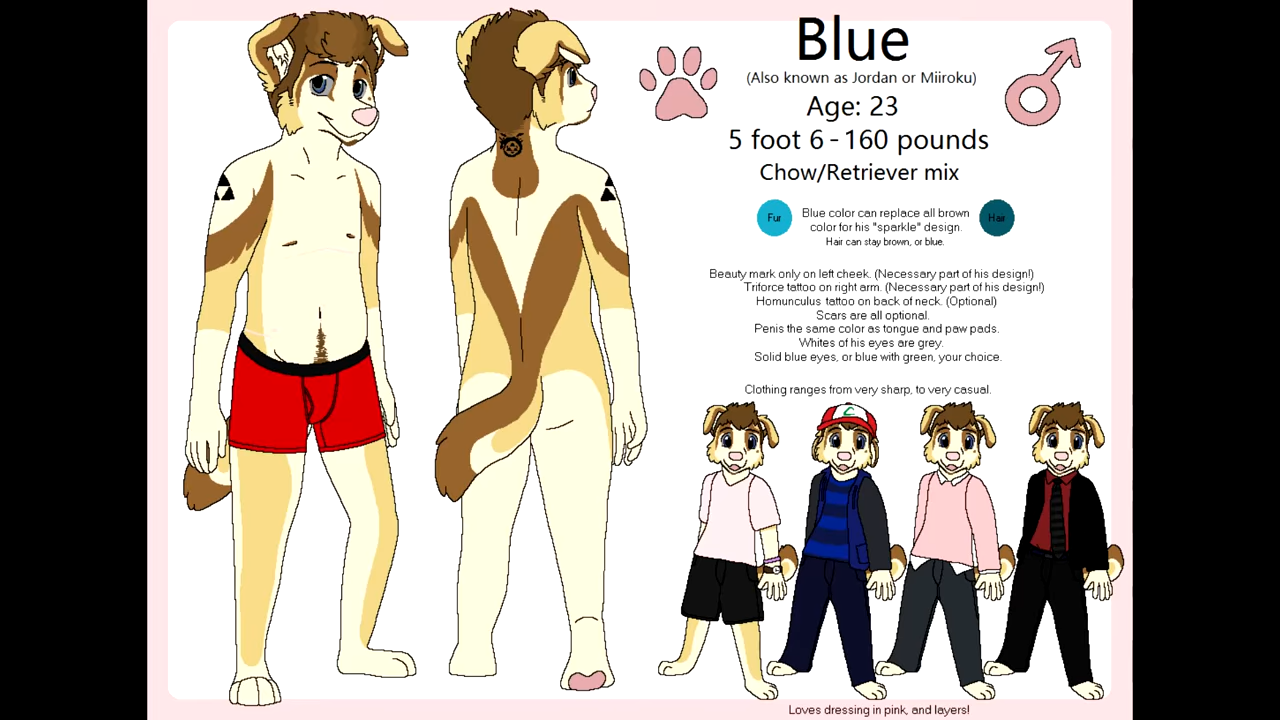 Blue
(Also known as Jordan or Miiroku)
Age: 23
5 foot 6 - 160 pounds
Chow/Retriever mix
Fur
Blue color can replace all brown
color for his "sparkle" design.
Hair can stay brown, or blue.
Hair
Beauty mark only on left cheek. (Necessary part of his design!)
Triforce tattoo on right arm. (Necessary part of his design!)
Homunculus tattoo on back of neck. (Optional)
Scars are all optional.
Penis the same color as tongue and paw pads.
Whites of his eyes are grey.
Solid blue eyes, or blue with green, your choice.
Clothing ranges from very sharp, to very casual.
Loves dressing in pink, and layers!